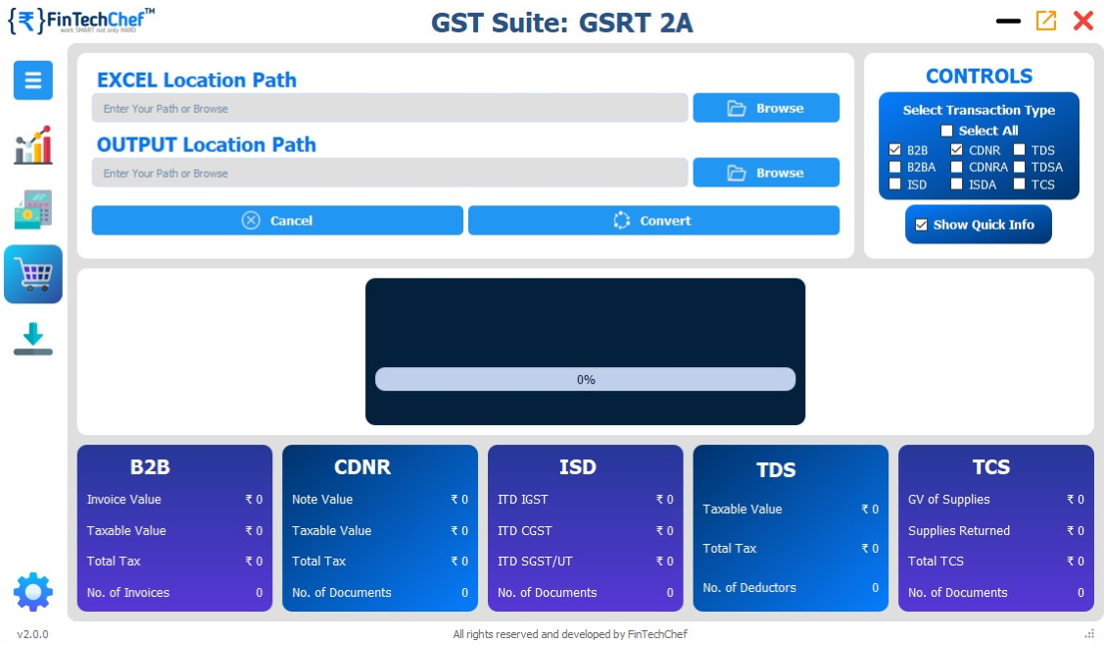 {₹}FinTechChef™
work SMART not only HARD
GST Suite: GSRT 2A
EXCEL Location Path
Enter Your Path or Browse
Browse
OUTPUT Location Path
Enter Your Path or Browse
Browse
Cancel
Convert
CONTROLS
Select Transaction Type
Select All
B2B CDNR TDS
B2BA CDNRA TDSA
ISD ISDA TCS
Show Quick Info
0%
B2B
Invoice Value ₹ 0
Taxable Value ₹ 0
Total Tax ₹ 0
No. of Invoices 0
CDNR
Note Value ₹ 0
Taxable Value ₹ 0
Total Tax ₹ 0
No. of Documents 0
ISD
ITD IGST ₹ 0
ITD CGST ₹ 0
ITD SGST/UT ₹ 0
No. of Documents 0
TDS
Taxable Value ₹ 0
Total Tax ₹ 0
No. of Deductors 0
TCS
GV of Supplies ₹ 0
Supplies Returned ₹ 0
Total TCS ₹ 0
No. of Documents 0
v2.0.0
All rights reserved and developed by FinTechChef